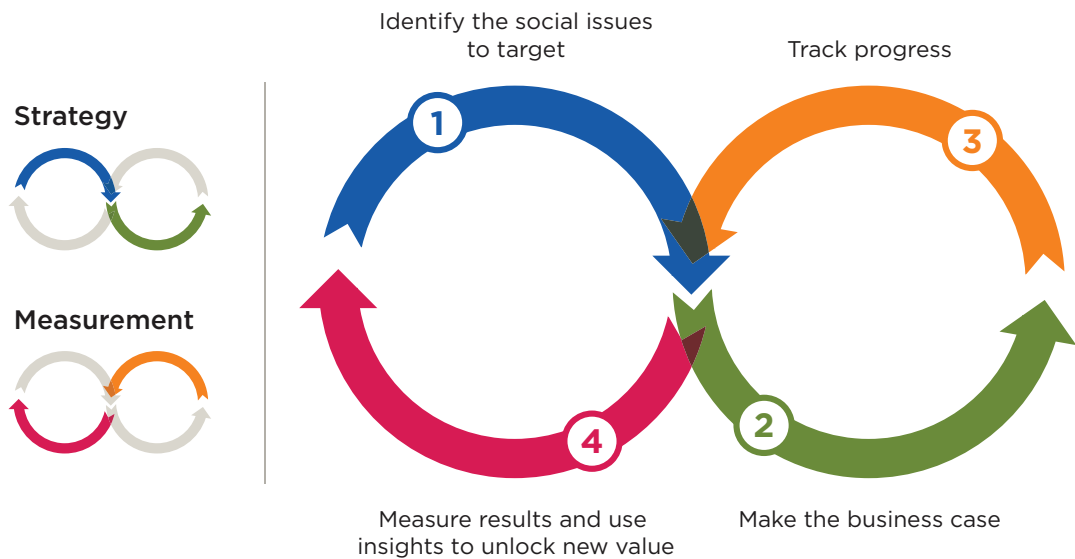 Strategy
Measurement
Identify the social issues
to target
1
Track progress
3
4
Measure results and use
insights to unlock new value
2
Make the business case